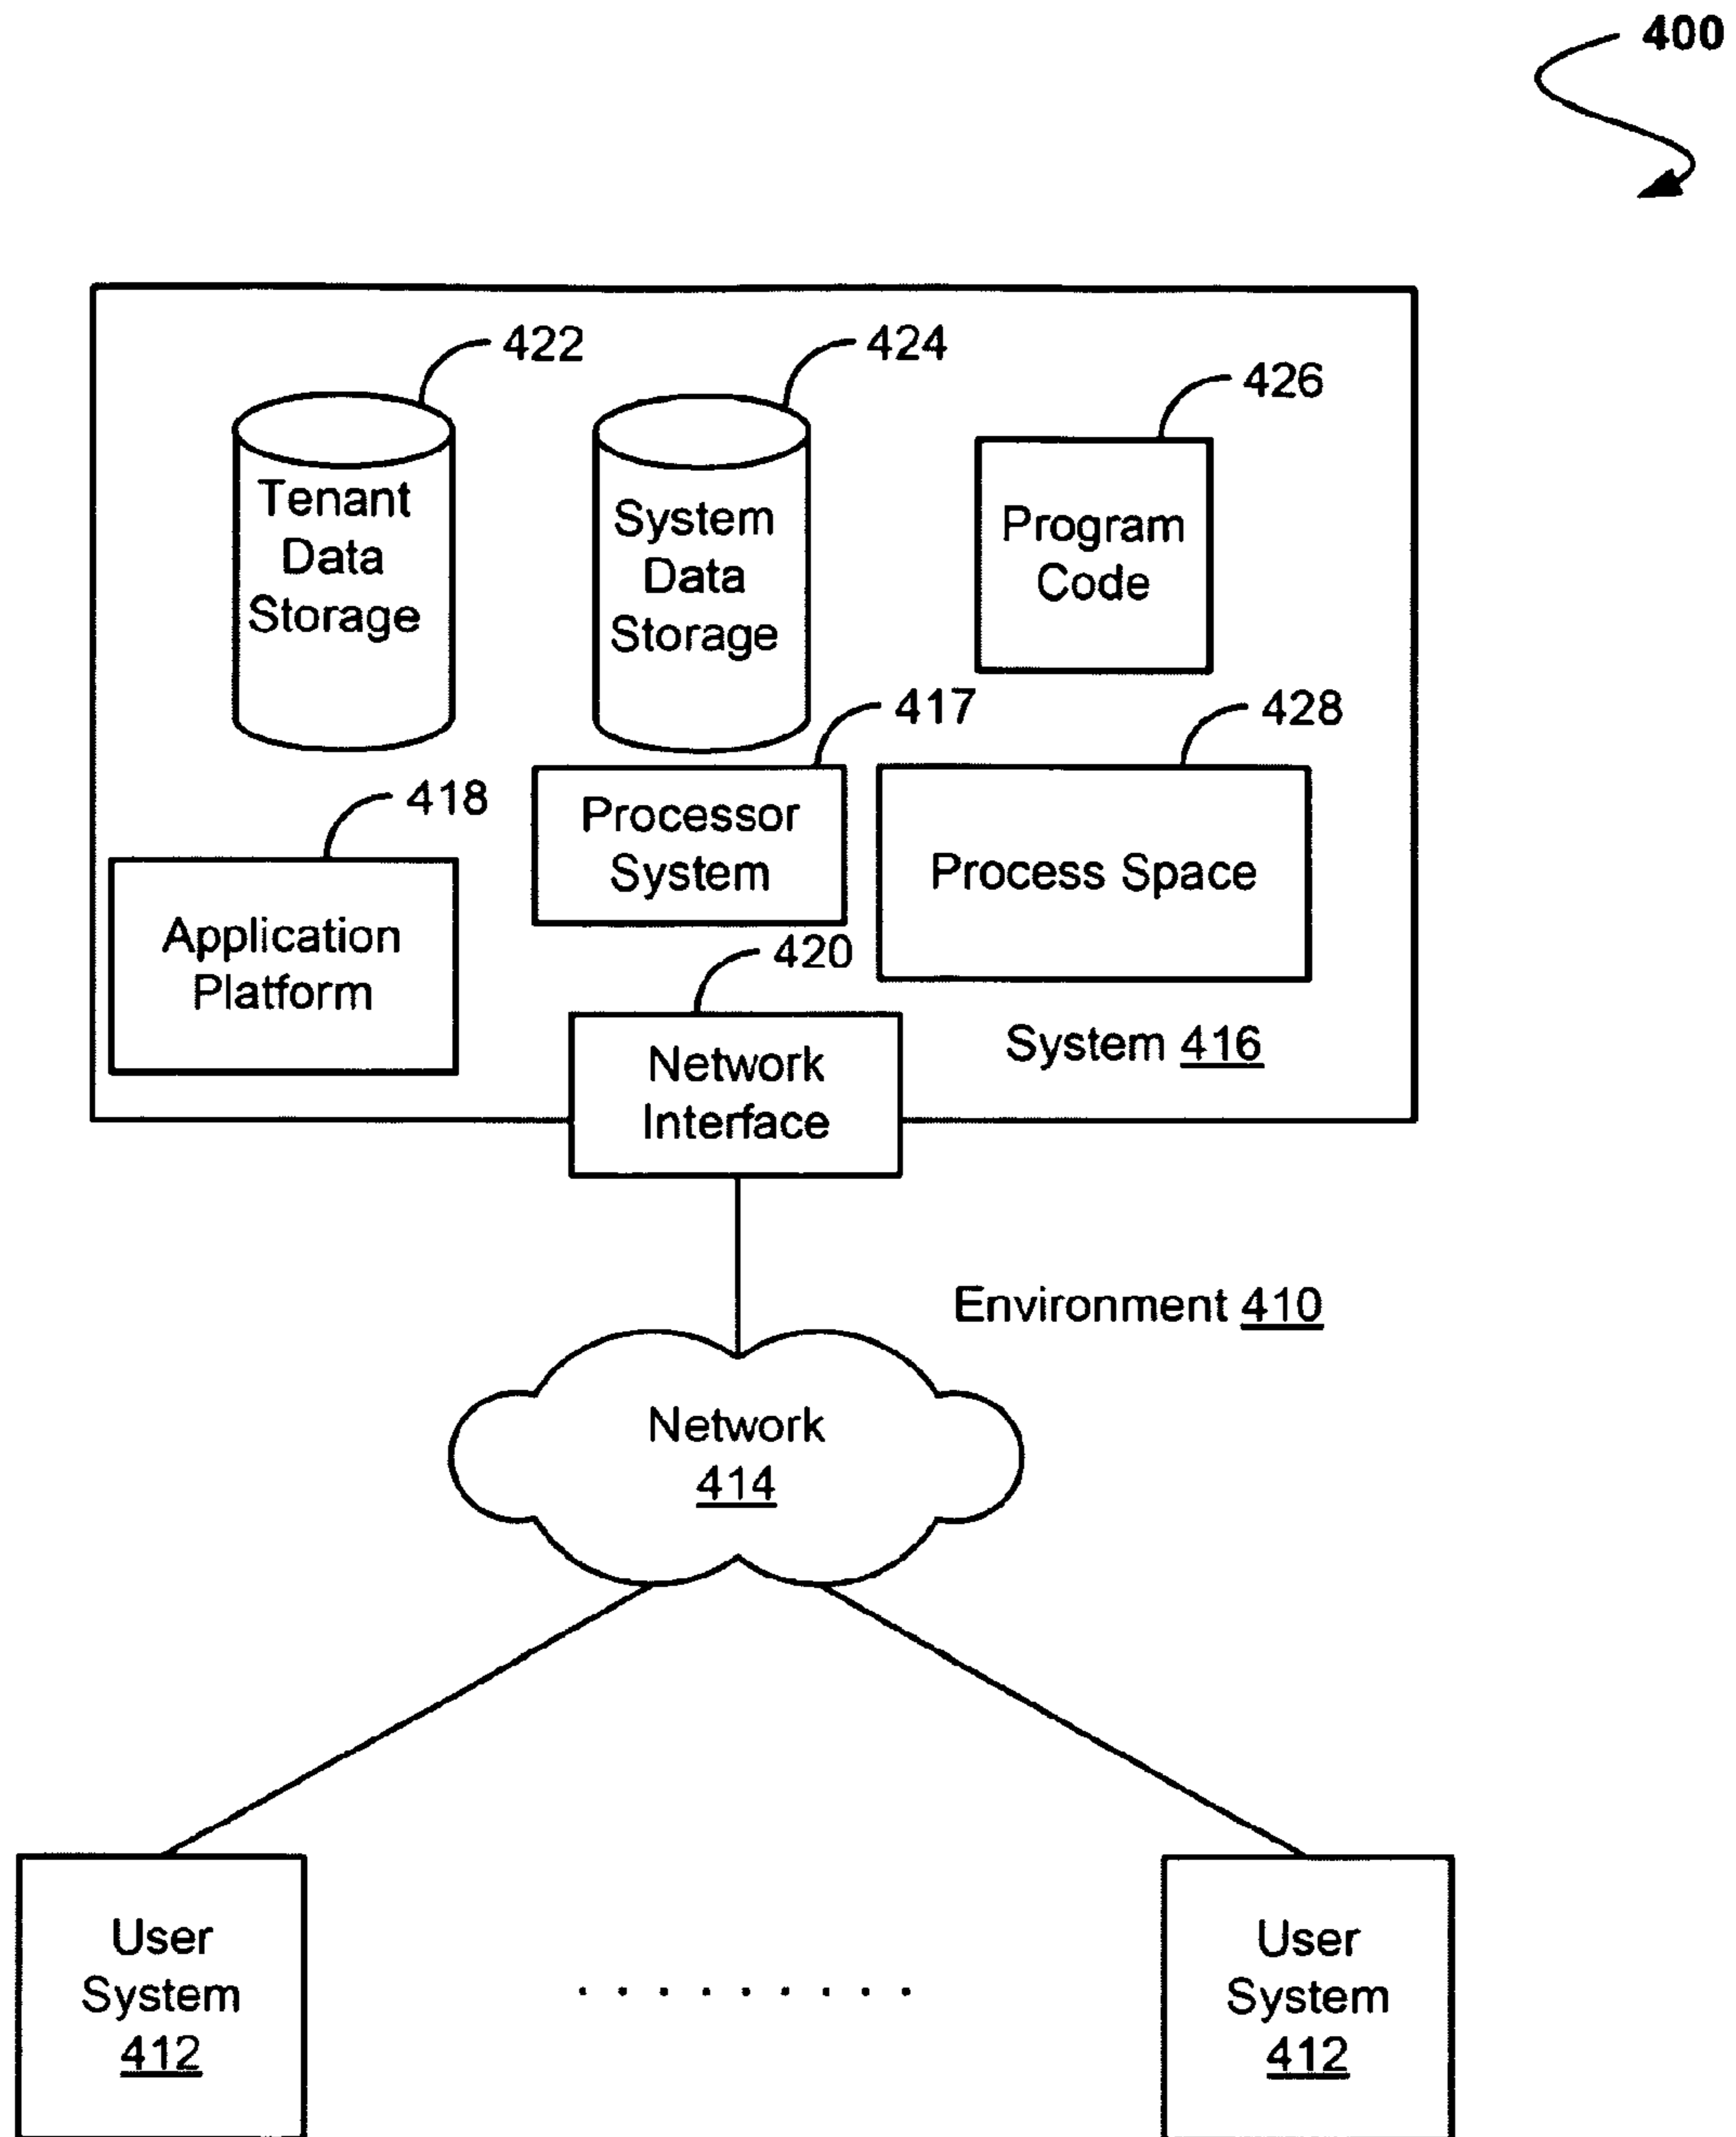 400
422
424
426
Tenant
Data
Storage
System
Data
Storage
Program
Code
417
428
418
Processor
System
Process Space
Application
Platform
420
Network
Interface
System 416
Environment 410
Network
414
User
System
412
. . . . . . . . .
User
System
412